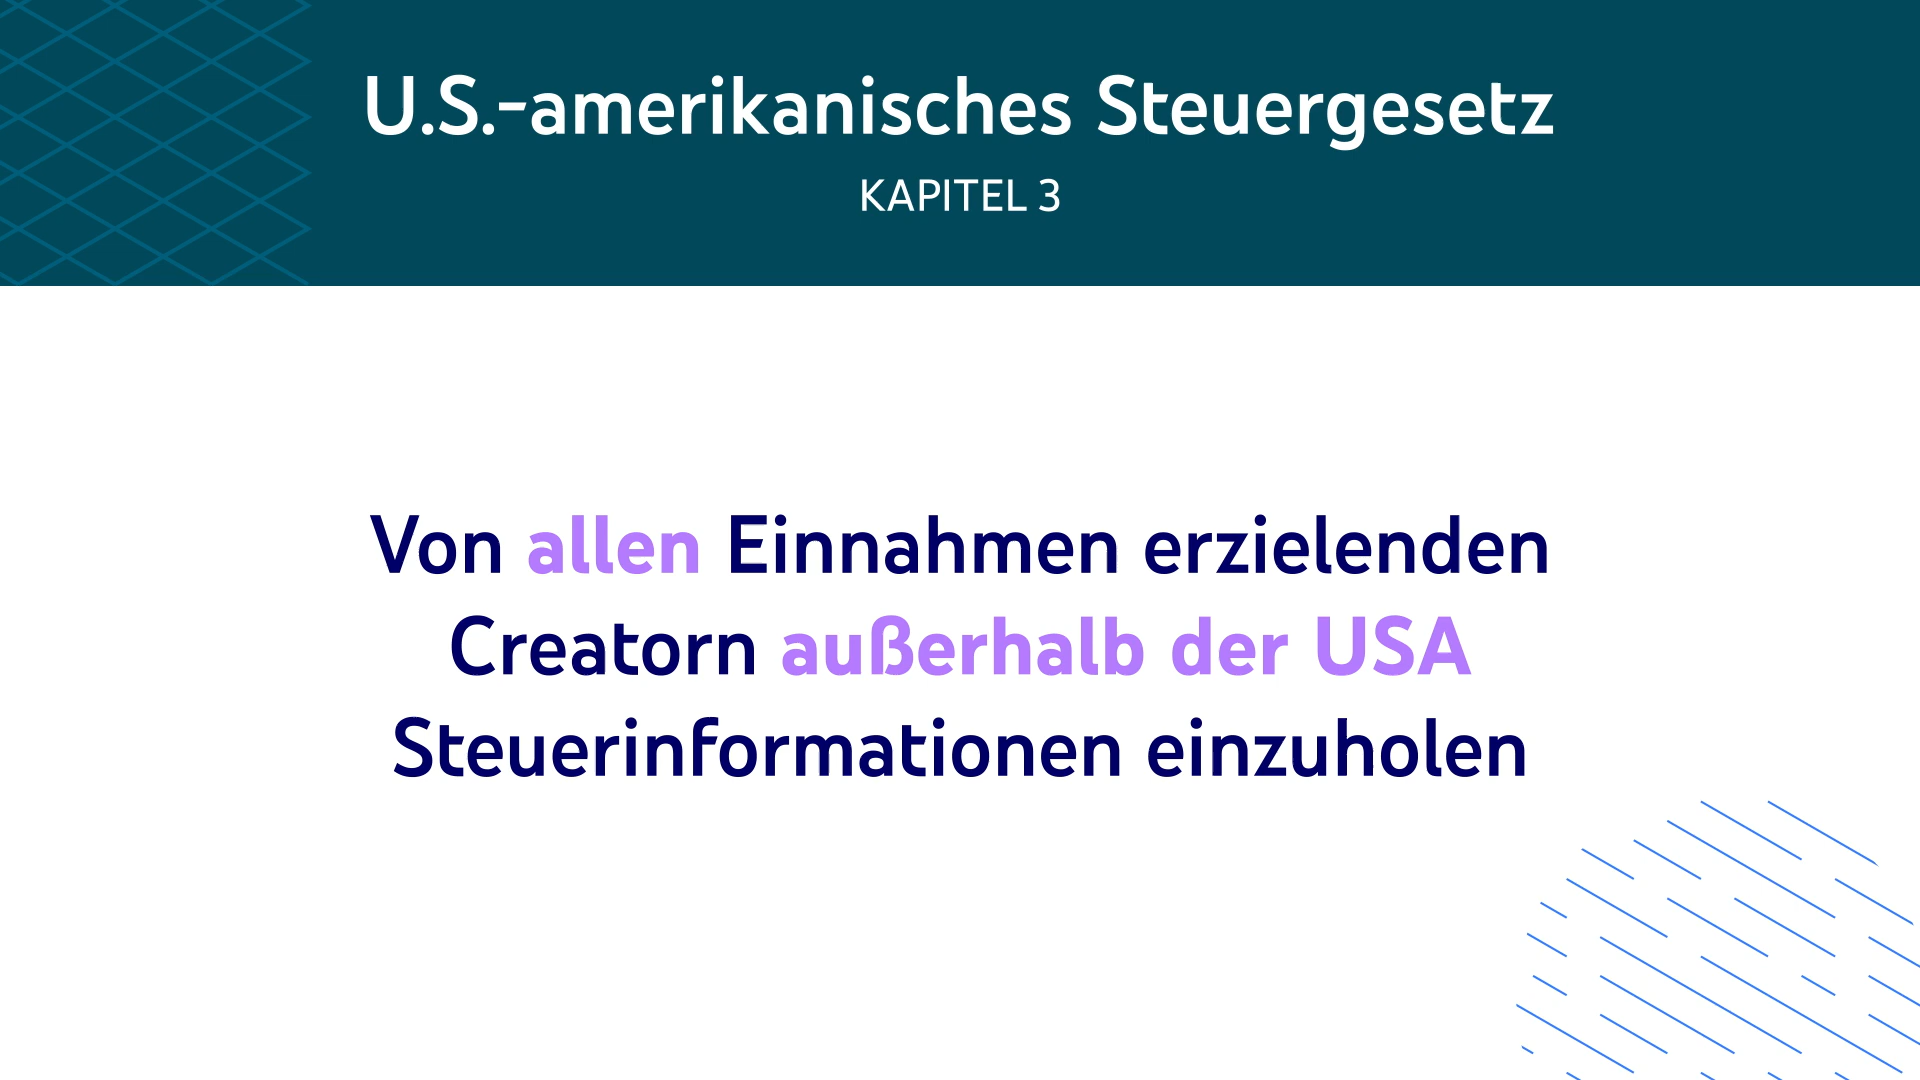 U.S.-amerikanisches Steuergesetz
KAPITEL 3
Von allen Einnahmen erzielenden
Creatorn außerhalb der USA
Steuerinformationen einzuholen